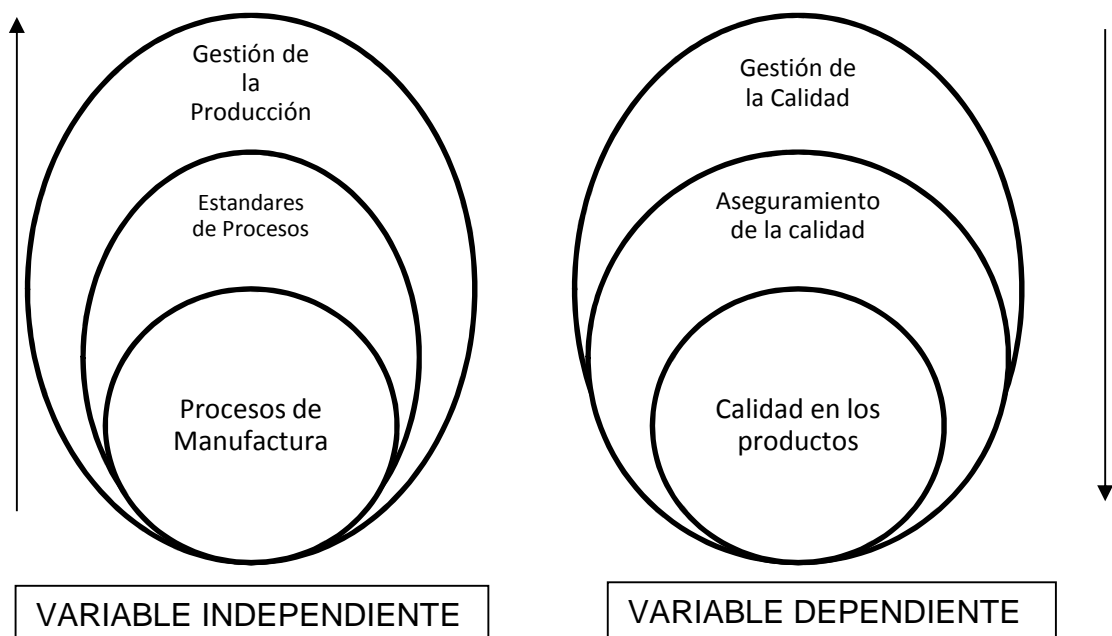 Gestión de
la
Producción
Estandares
de Procesos
Procesos de
Manufactura
VARIABLE INDEPENDIENTE
Gestión de
la Calidad
Aseguramiento
de la calidad
Calidad en los
productos
VARIABLE DEPENDIENTE